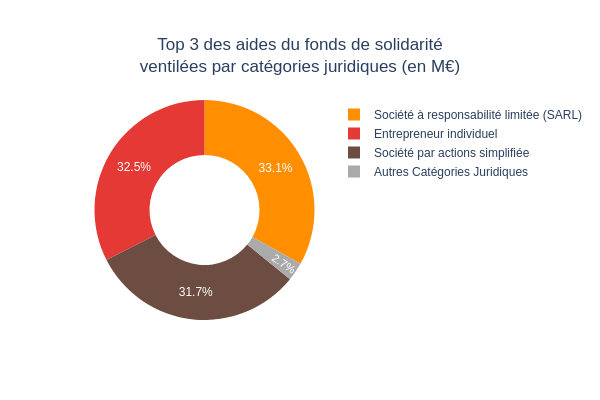 Top 3 des aides du fonds de solidarité
ventilées par catégories juridiques (en M€)
Société à responsabilité limitée (SARL)
Entrepreneur individuel
Société par actions simplifiée
Autres Catégories Juridiques
32.5%
33.1%
2.7%
31.7%